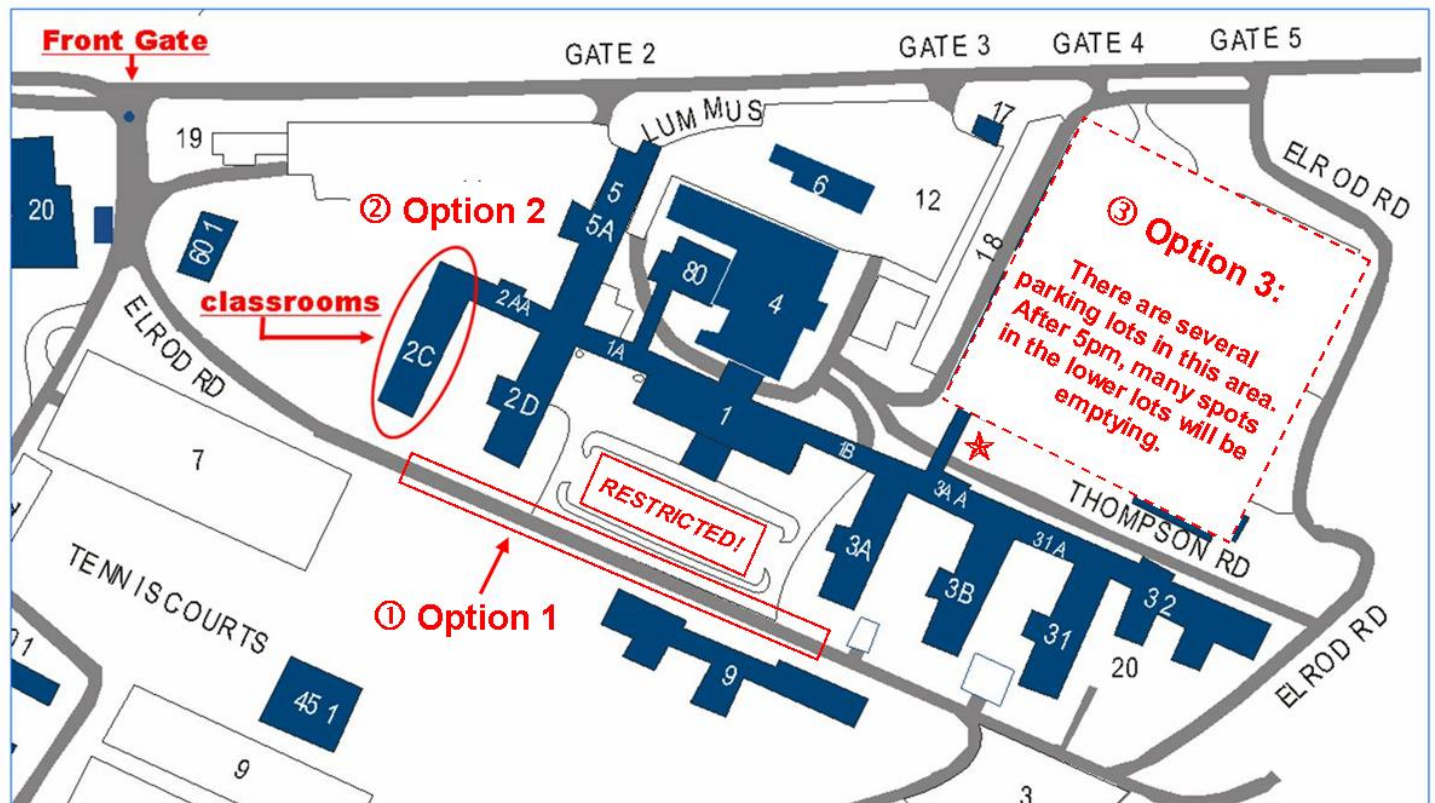 Front Gate
GATE 2
GATE 3
GATE 4
GATE 5
LUMMUS
17
19
ELROD RD
20
5
6
12
② Option 2
5A
③ Option 3:
60 1
80
18
There are several
parking lots in this area.
After 5pm, many spots
in the lower lots will be
emptying.
classrooms
2AA
4
ELROD RD
2C
1A
2D
1
1B
7
RESTRICTED!
3AA
THOMPSON RD
3A
31A
TENNISCOURTS
① Option 1
3B
32
31
20
ELROD RD
9
45 1
9
3